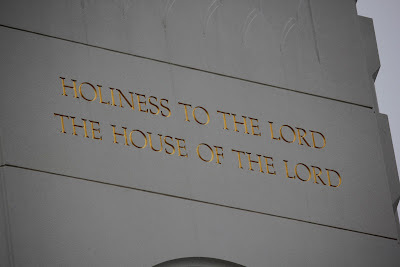 HOLINESS TO THE LORD
THE HOUSE OF THE LORD